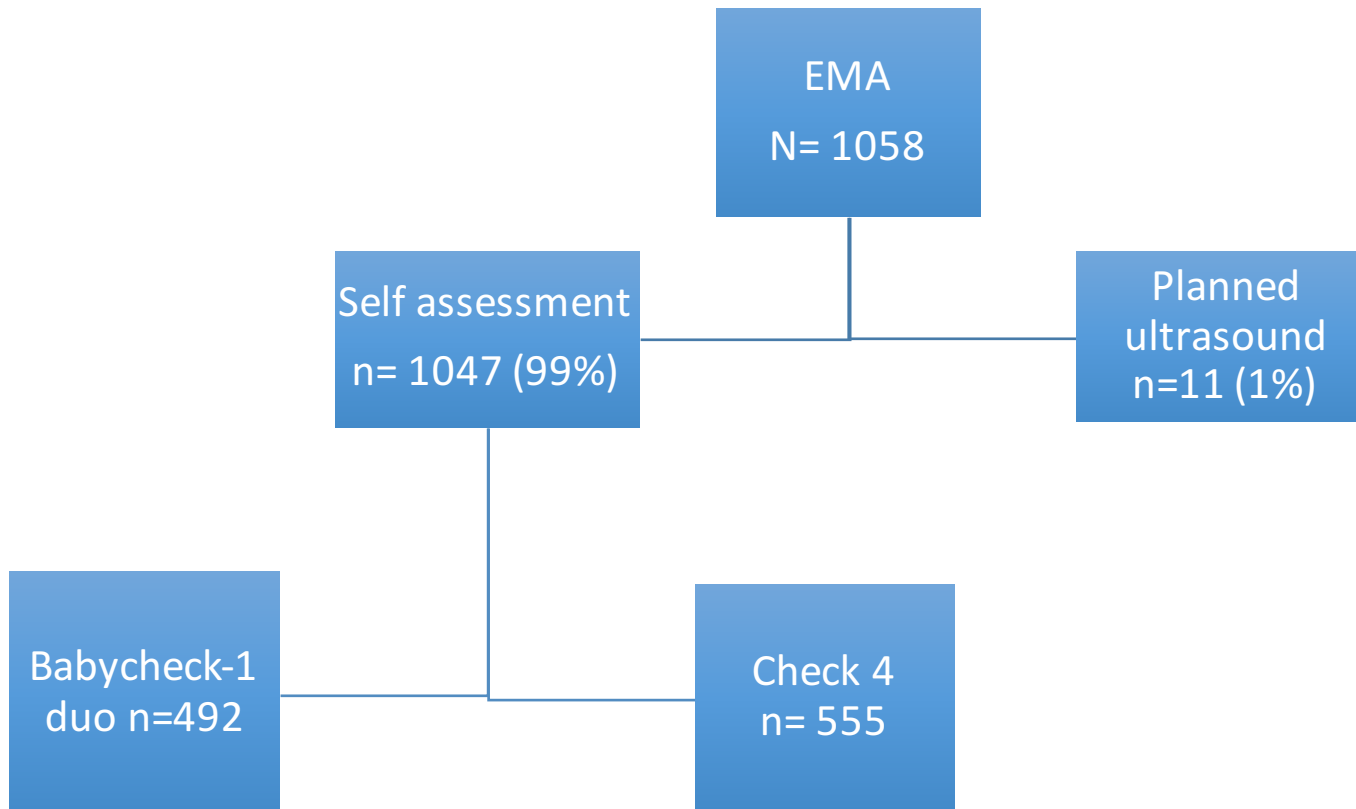 EMA
N= 1058
Self assessment
n= 1047 (99%)
Planned
ultrasound
n=11 (1%)
Babycheck-1
duo n=492
Check 4
n= 555